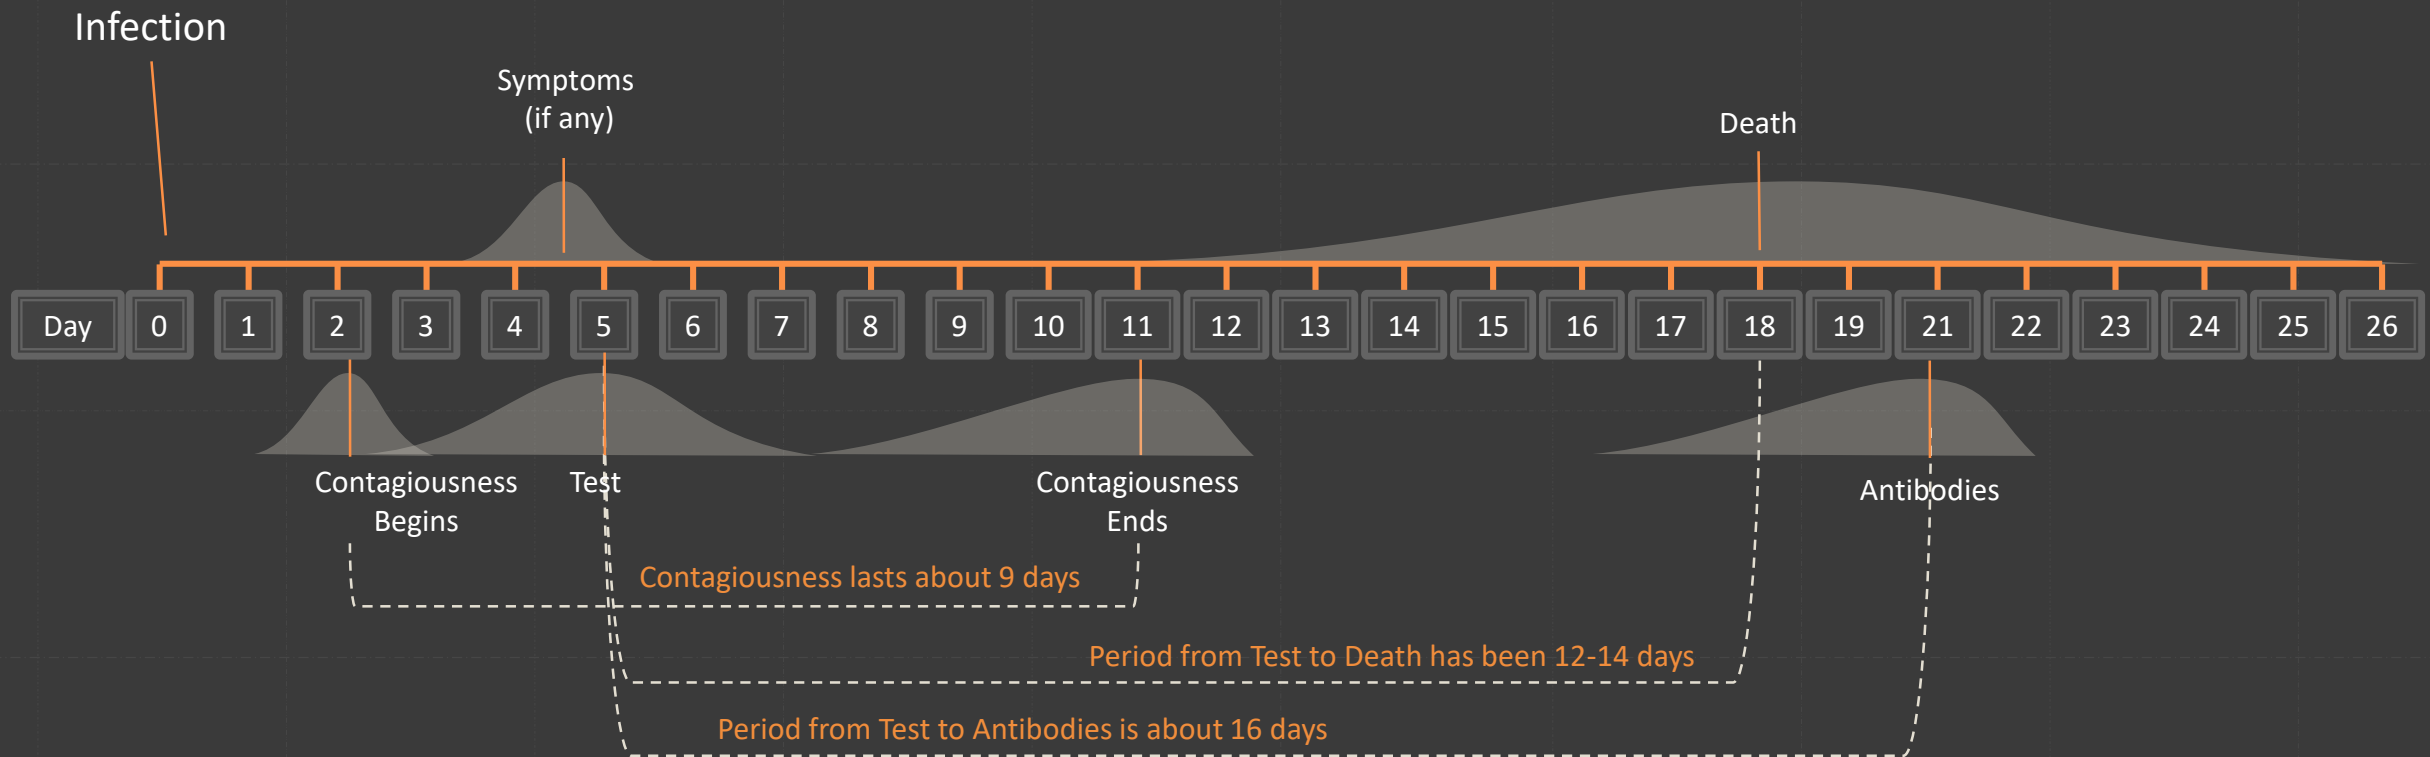 Infection
Symptoms
(if any)
Death
Day 0 1 2 3 4 5 6 7 8 9 10 11 12 13 14 15 16 17 18 19 21 22 23 24 25 26
Contagiousness
Begins
Test
Contagiousness
Ends
Antibodies
Contagiousness lasts about 9 days
Period from Test to Death has been 12-14 days
Period from Test to Antibodies is about 16 days